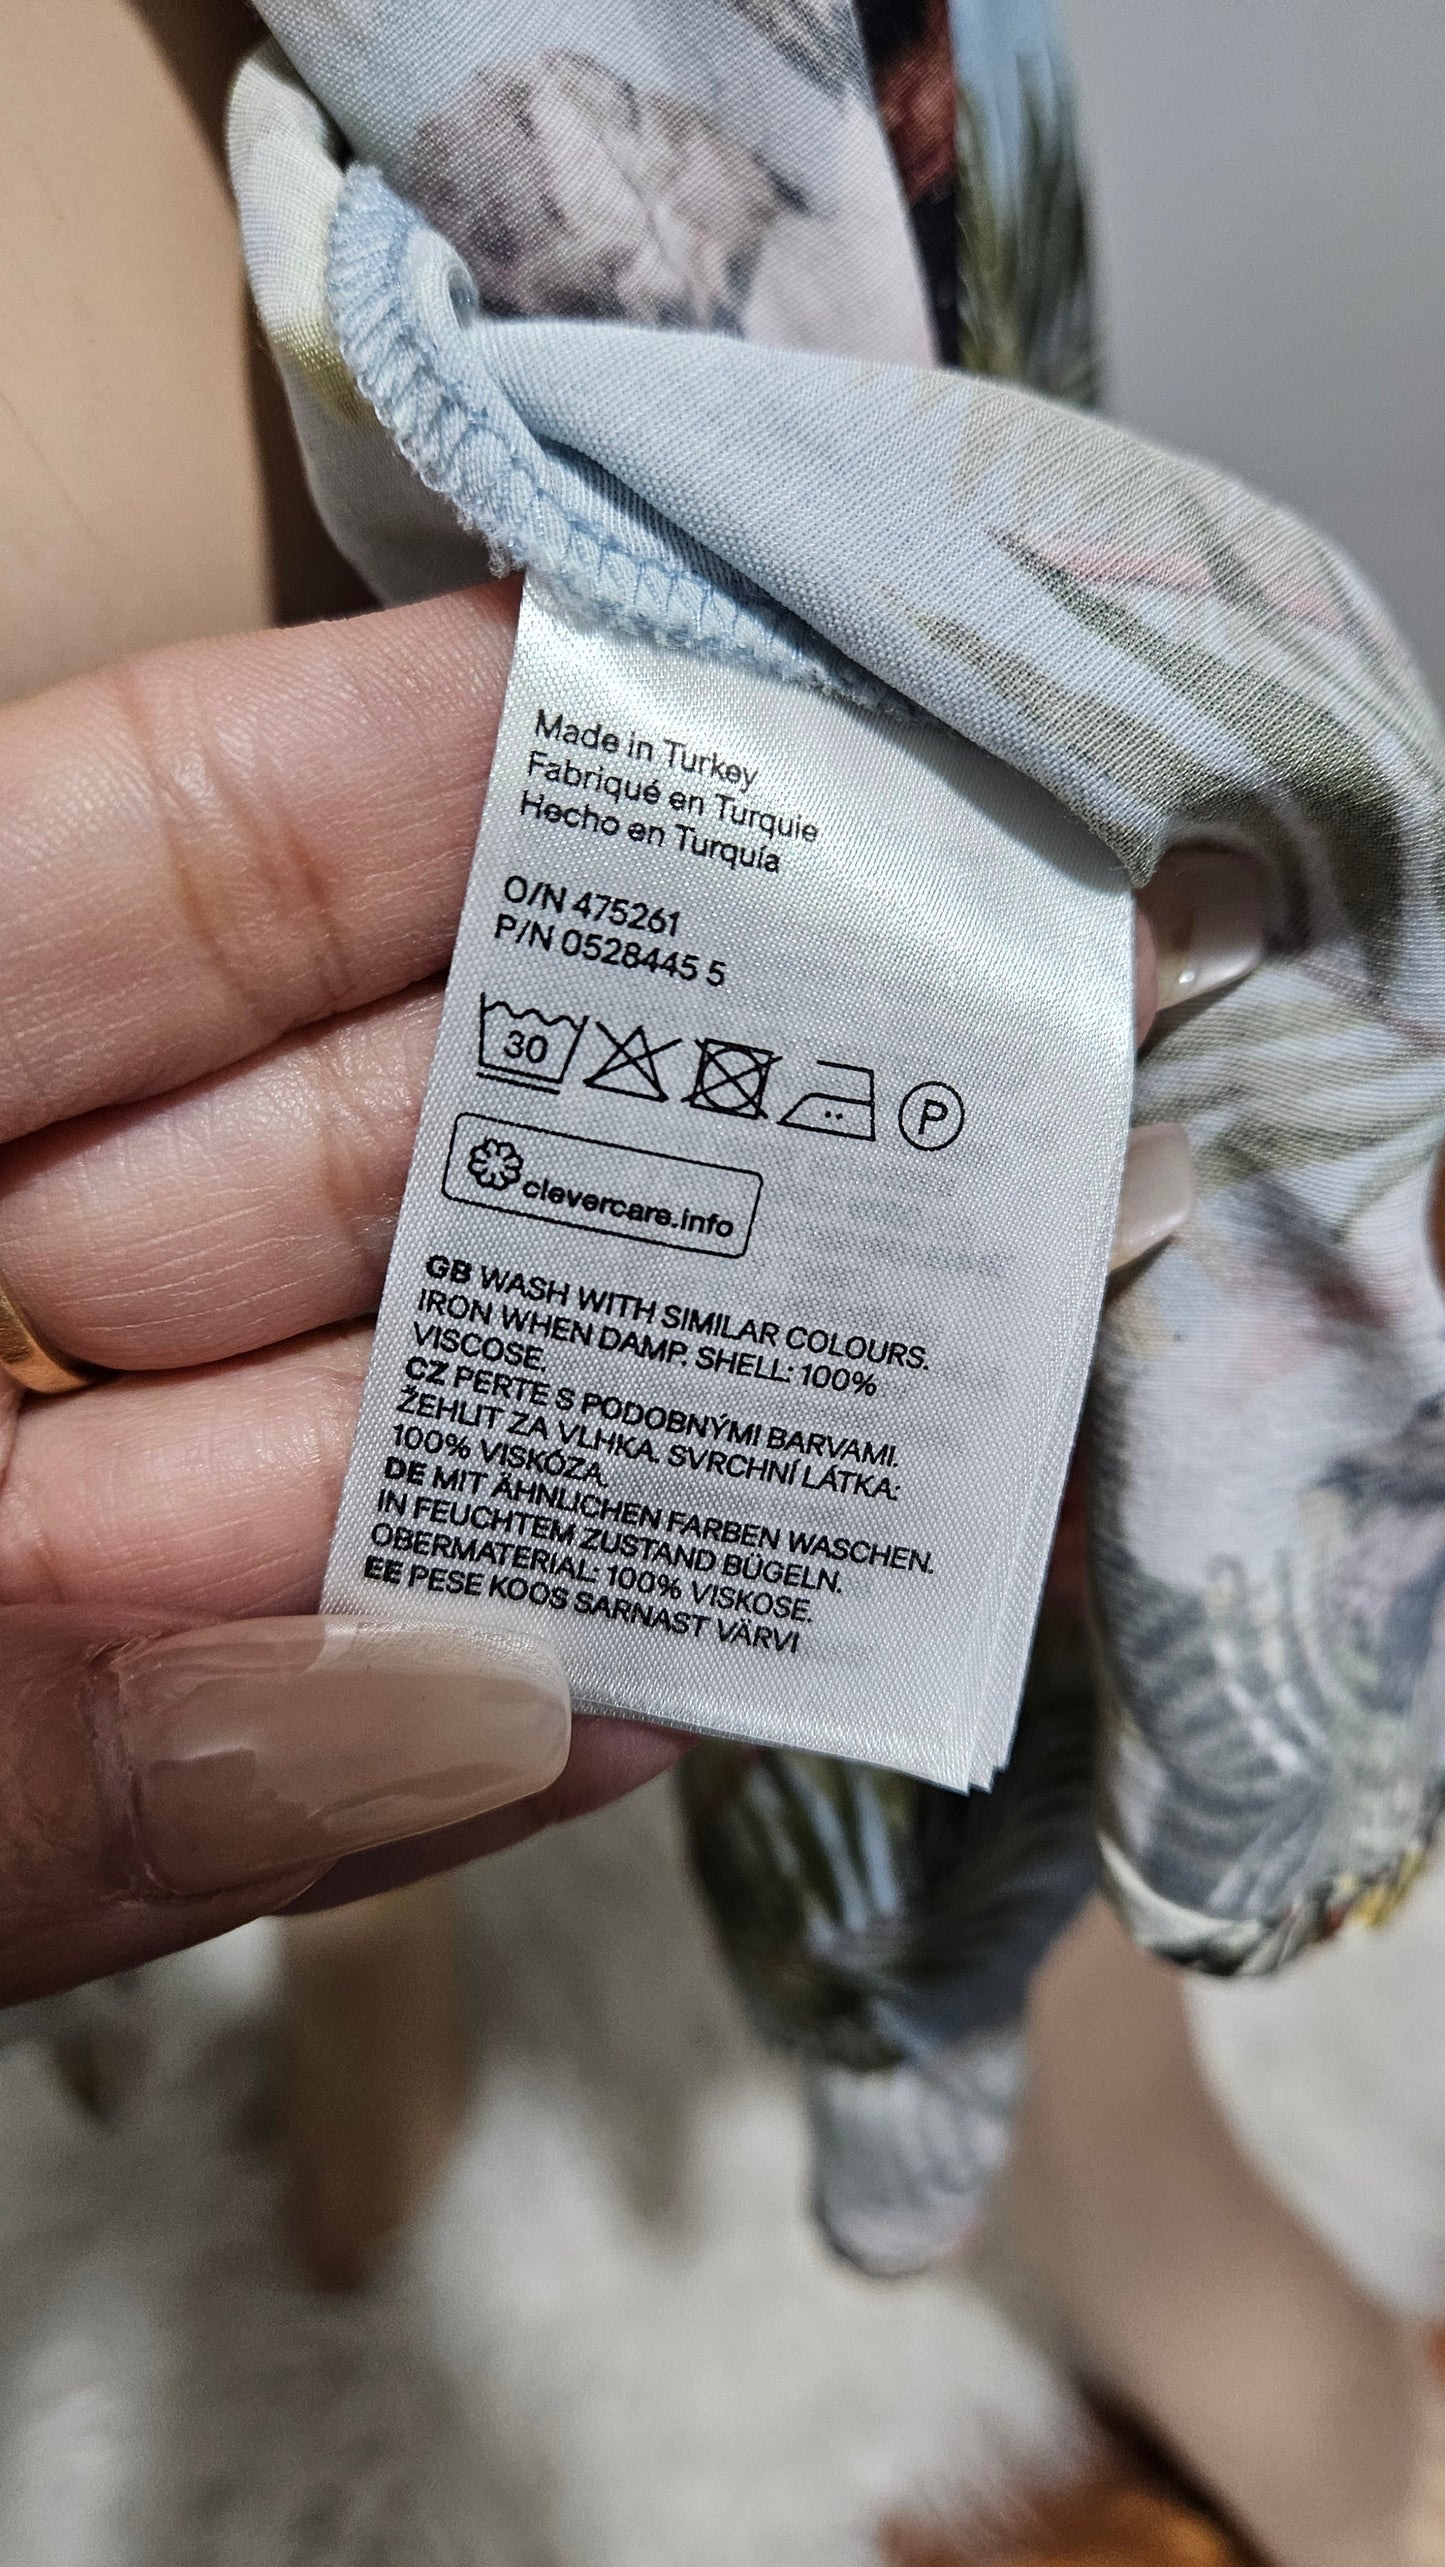 Made in Turkey
Fabriqué en Turquie
Hecho en Turquía
O/N 475261
P/N 0528445 5
30
P
clevercare.info
GB WASH WITH SIMILAR COLOURS.
IRON WHEN DAMP. SHELL: 100%
VISCOSE.
CZ PERTE S PODOBNÝMI BARVAMI.
ŽEHLIT ZA VLHKA. SVRCHNÍ LÁTKA:
100% VISKÓZA.
DE MIT ÄHNLICHEN FARBEN WASCHEN.
IN FEUCHTEM ZUSTAND BÜGELN.
OBERMATERIAL: 100% VISKOSE.
EE PESE KOOS SARNAST VÄRVI